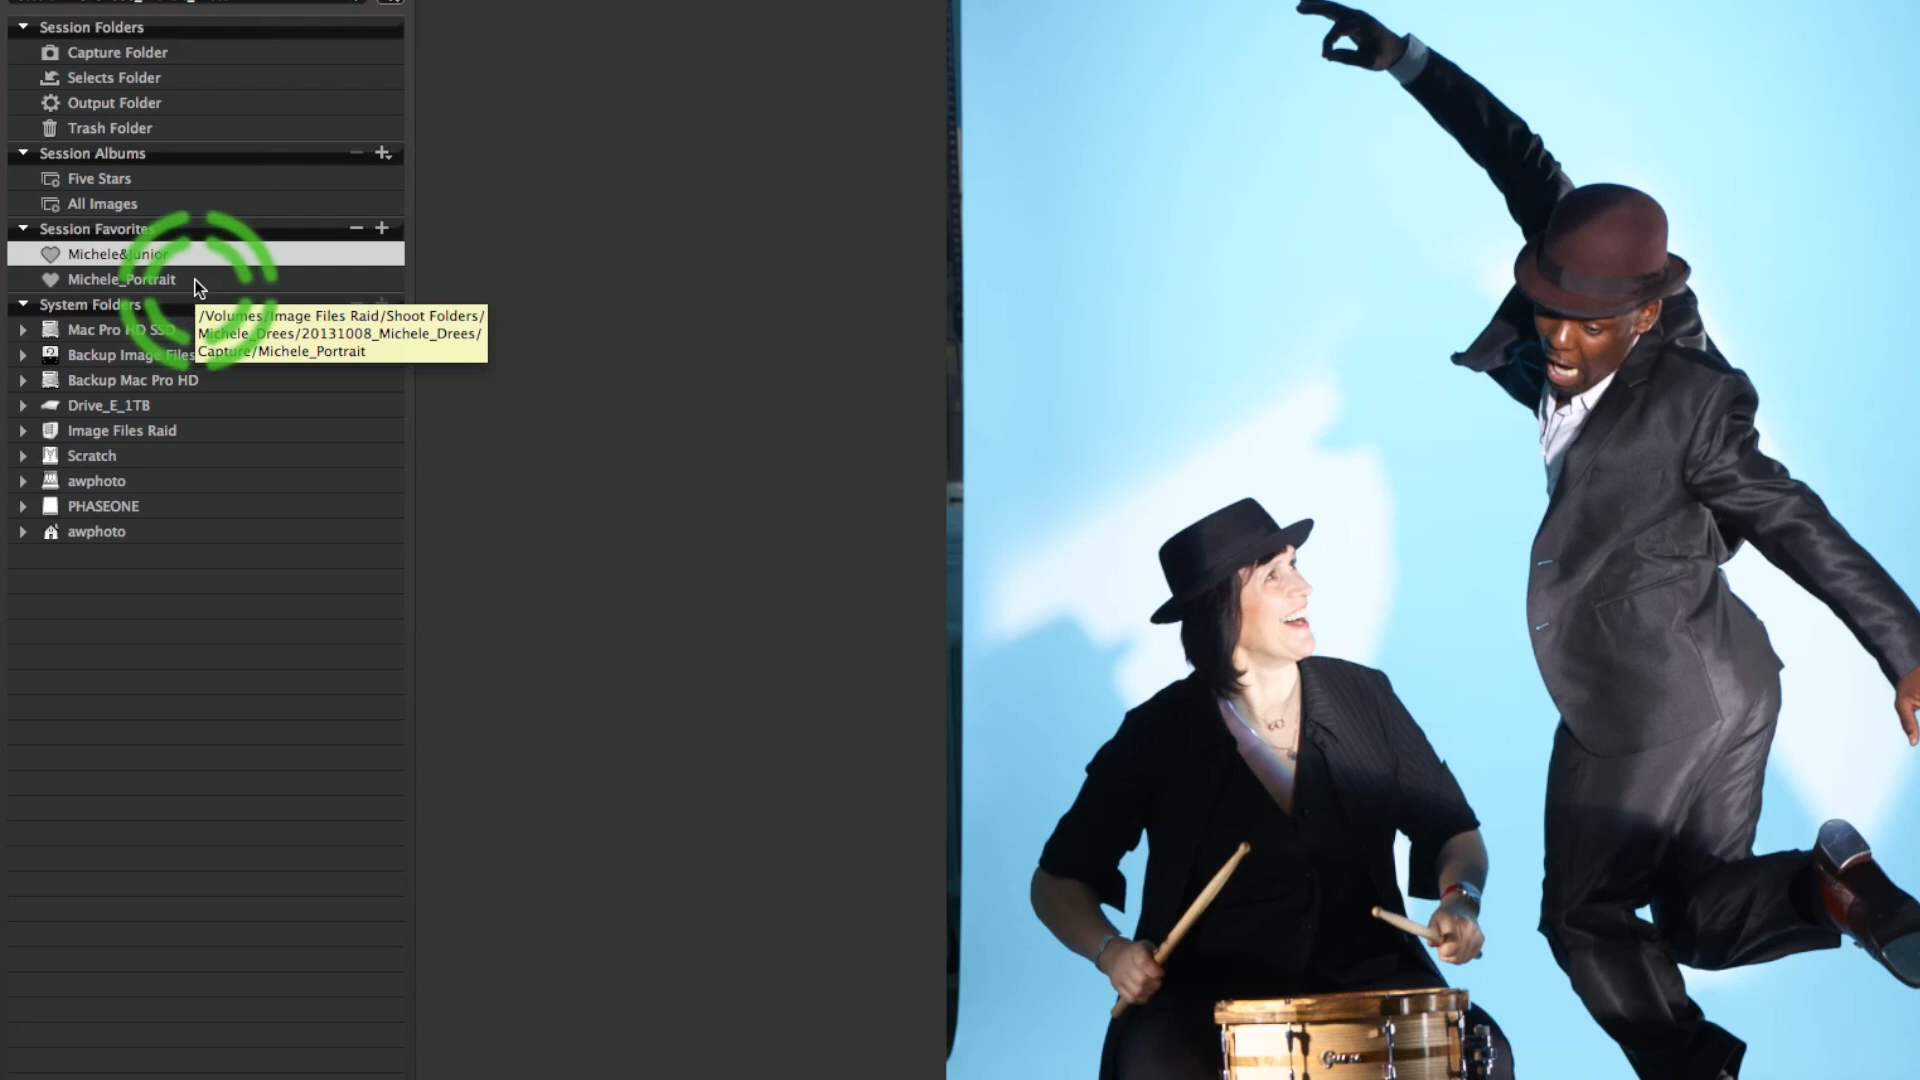 Session Folders
Capture Folder
Selects Folder
Output Folder
Trash Folder
Session Albums
Five Stars
All Images
Session Favorites
Michele&Junior
Michele_Portrait
System Folders
/Volumes/Image Files Raid/Shoot Folders/
Michele_Drees/20131008_Michele_Drees/
Capture/Michele_Portrait
Mac Pro HD SSD
Backup Image Files
Backup Mac Pro HD
Drive_E_1TB
Image Files Raid
Scratch
awphoto
PHASEONE
awphoto